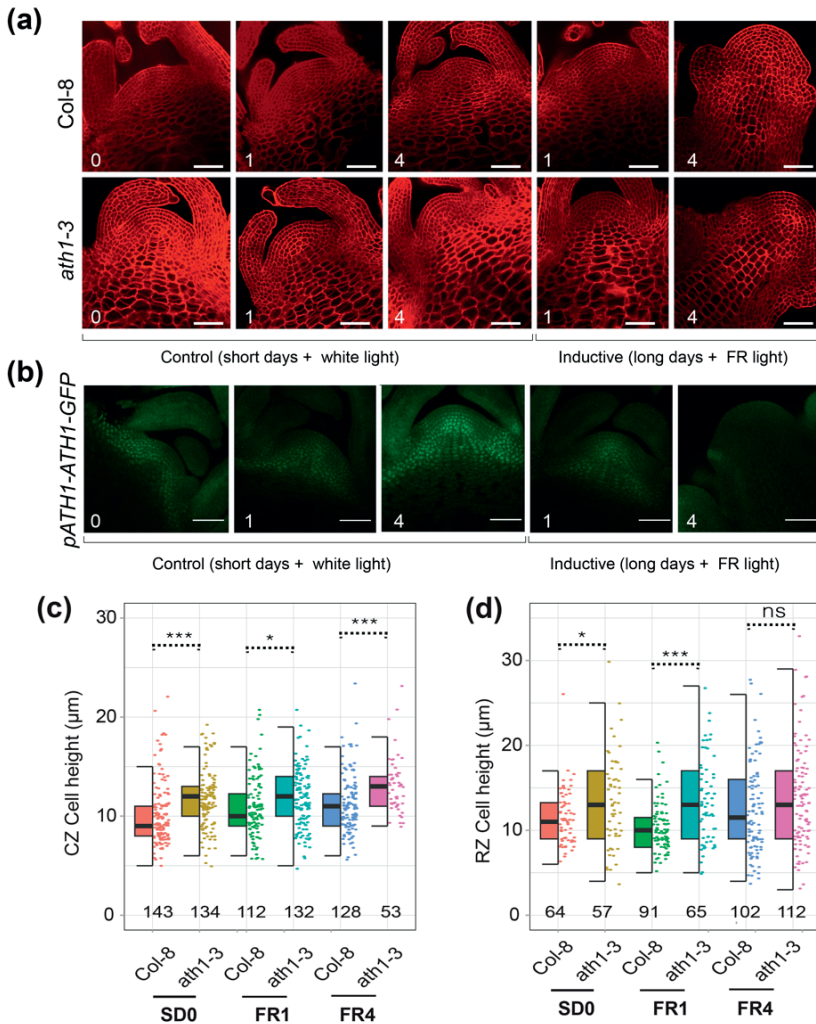 (a)
Col-8
0
1
4
1
4
ath1-3
0
1
4
1
4
Control (short days + white light)
Inductive (long days + FR light)
(b)
pATH1-ATH1-GFP
0
1
4
1
4
Control (short days + white light)
Inductive (long days + FR light)
(c)
CZ Cell height (µm)
30
20
10
0
***
*
***
143 134 112 132 128 53
Col-8 ath1-3 Col-8 ath1-3 Col-8 ath1-3
SD0 FR1 FR4
(d)
RZ Cell height (µm)
30
20
10
0
*
***
ns
64 57 91 65 102 112
Col-8 ath1-3 Col-8 ath1-3 Col-8 ath1-3
SD0 FR1 FR4